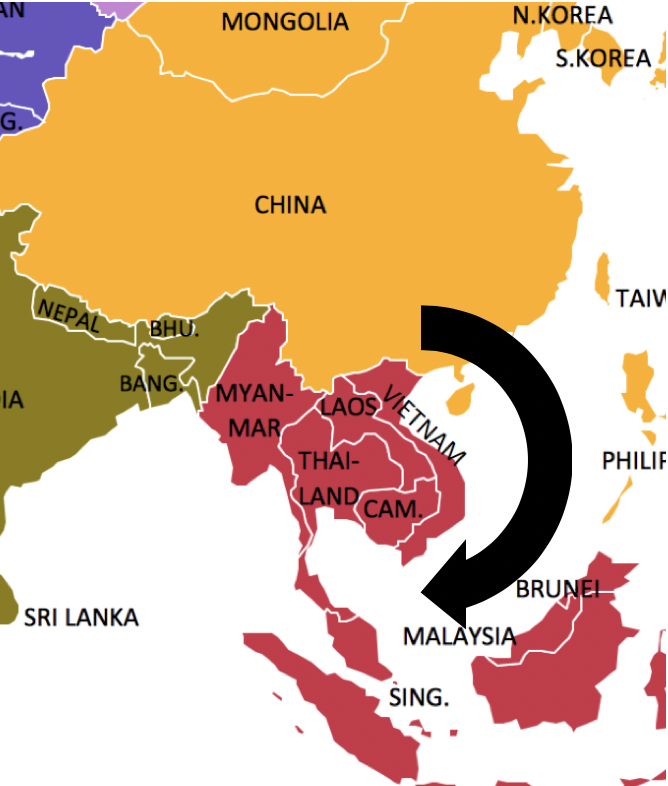 AN
MONGOLIA
N.KOREA
S.KOREA
G.
CHINA
TAIW
NEPAL
BHU.
BANG.
IA
MYAN-
MAR
LAOS
VIETNAM
THAI-
LAND
CAM.
PHILIP
BRUNEI
SRI LANKA
MALAYSIA
SING.